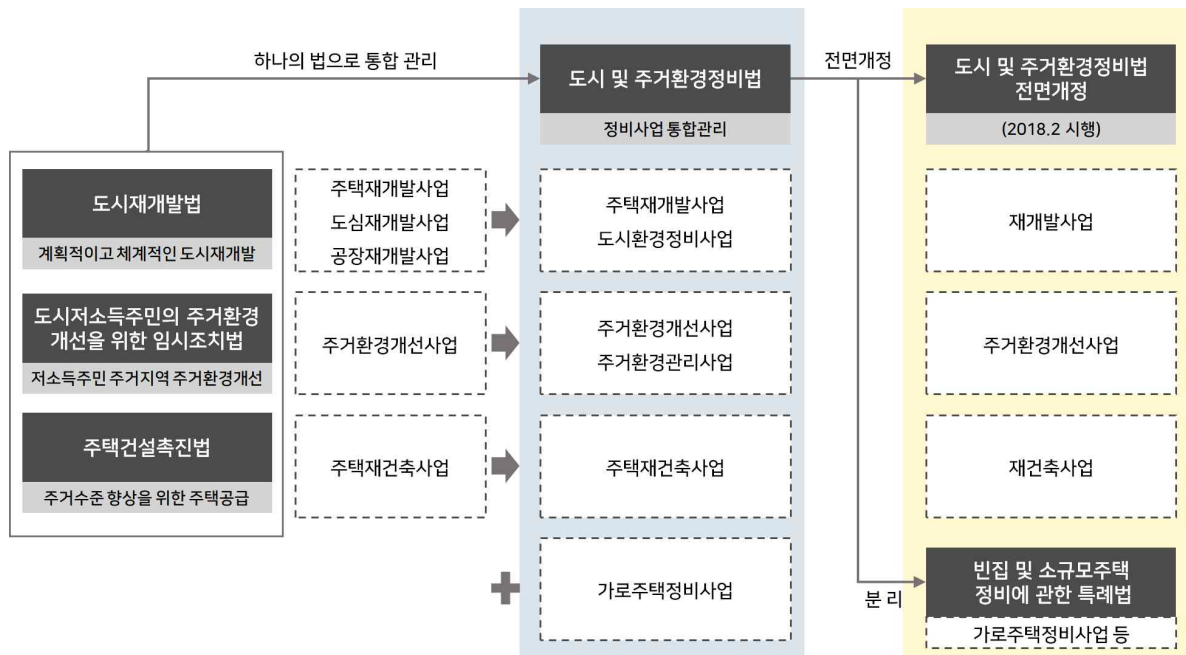 하나의 법으로 통합 관리
도시 및 주거환경정비법
정비사업 통합관리
전면개정
도시 및 주거환경정비법
전면개정
(2018.2 시행)
도시재개발법
계획적이고 체계적인 도시재개발
주택재개발사업
도심재개발사업
공장재개발사업
주택재개발사업
도시환경정비사업
재개발사업
도시저소득주민의 주거환경
개선을 위한 임시조치법
저소득주민 주거지역 주거환경개선
주거환경개선사업
주거환경개선사업
주거환경관리사업
주거환경개선사업
주택건설촉진법
주거수준 향상을 위한 주택공급
주택재건축사업
주택재건축사업
재건축사업
가로주택정비사업
분 리
빈집 및 소규모주택
정비에 관한 특례법
가로주택정비사업 등